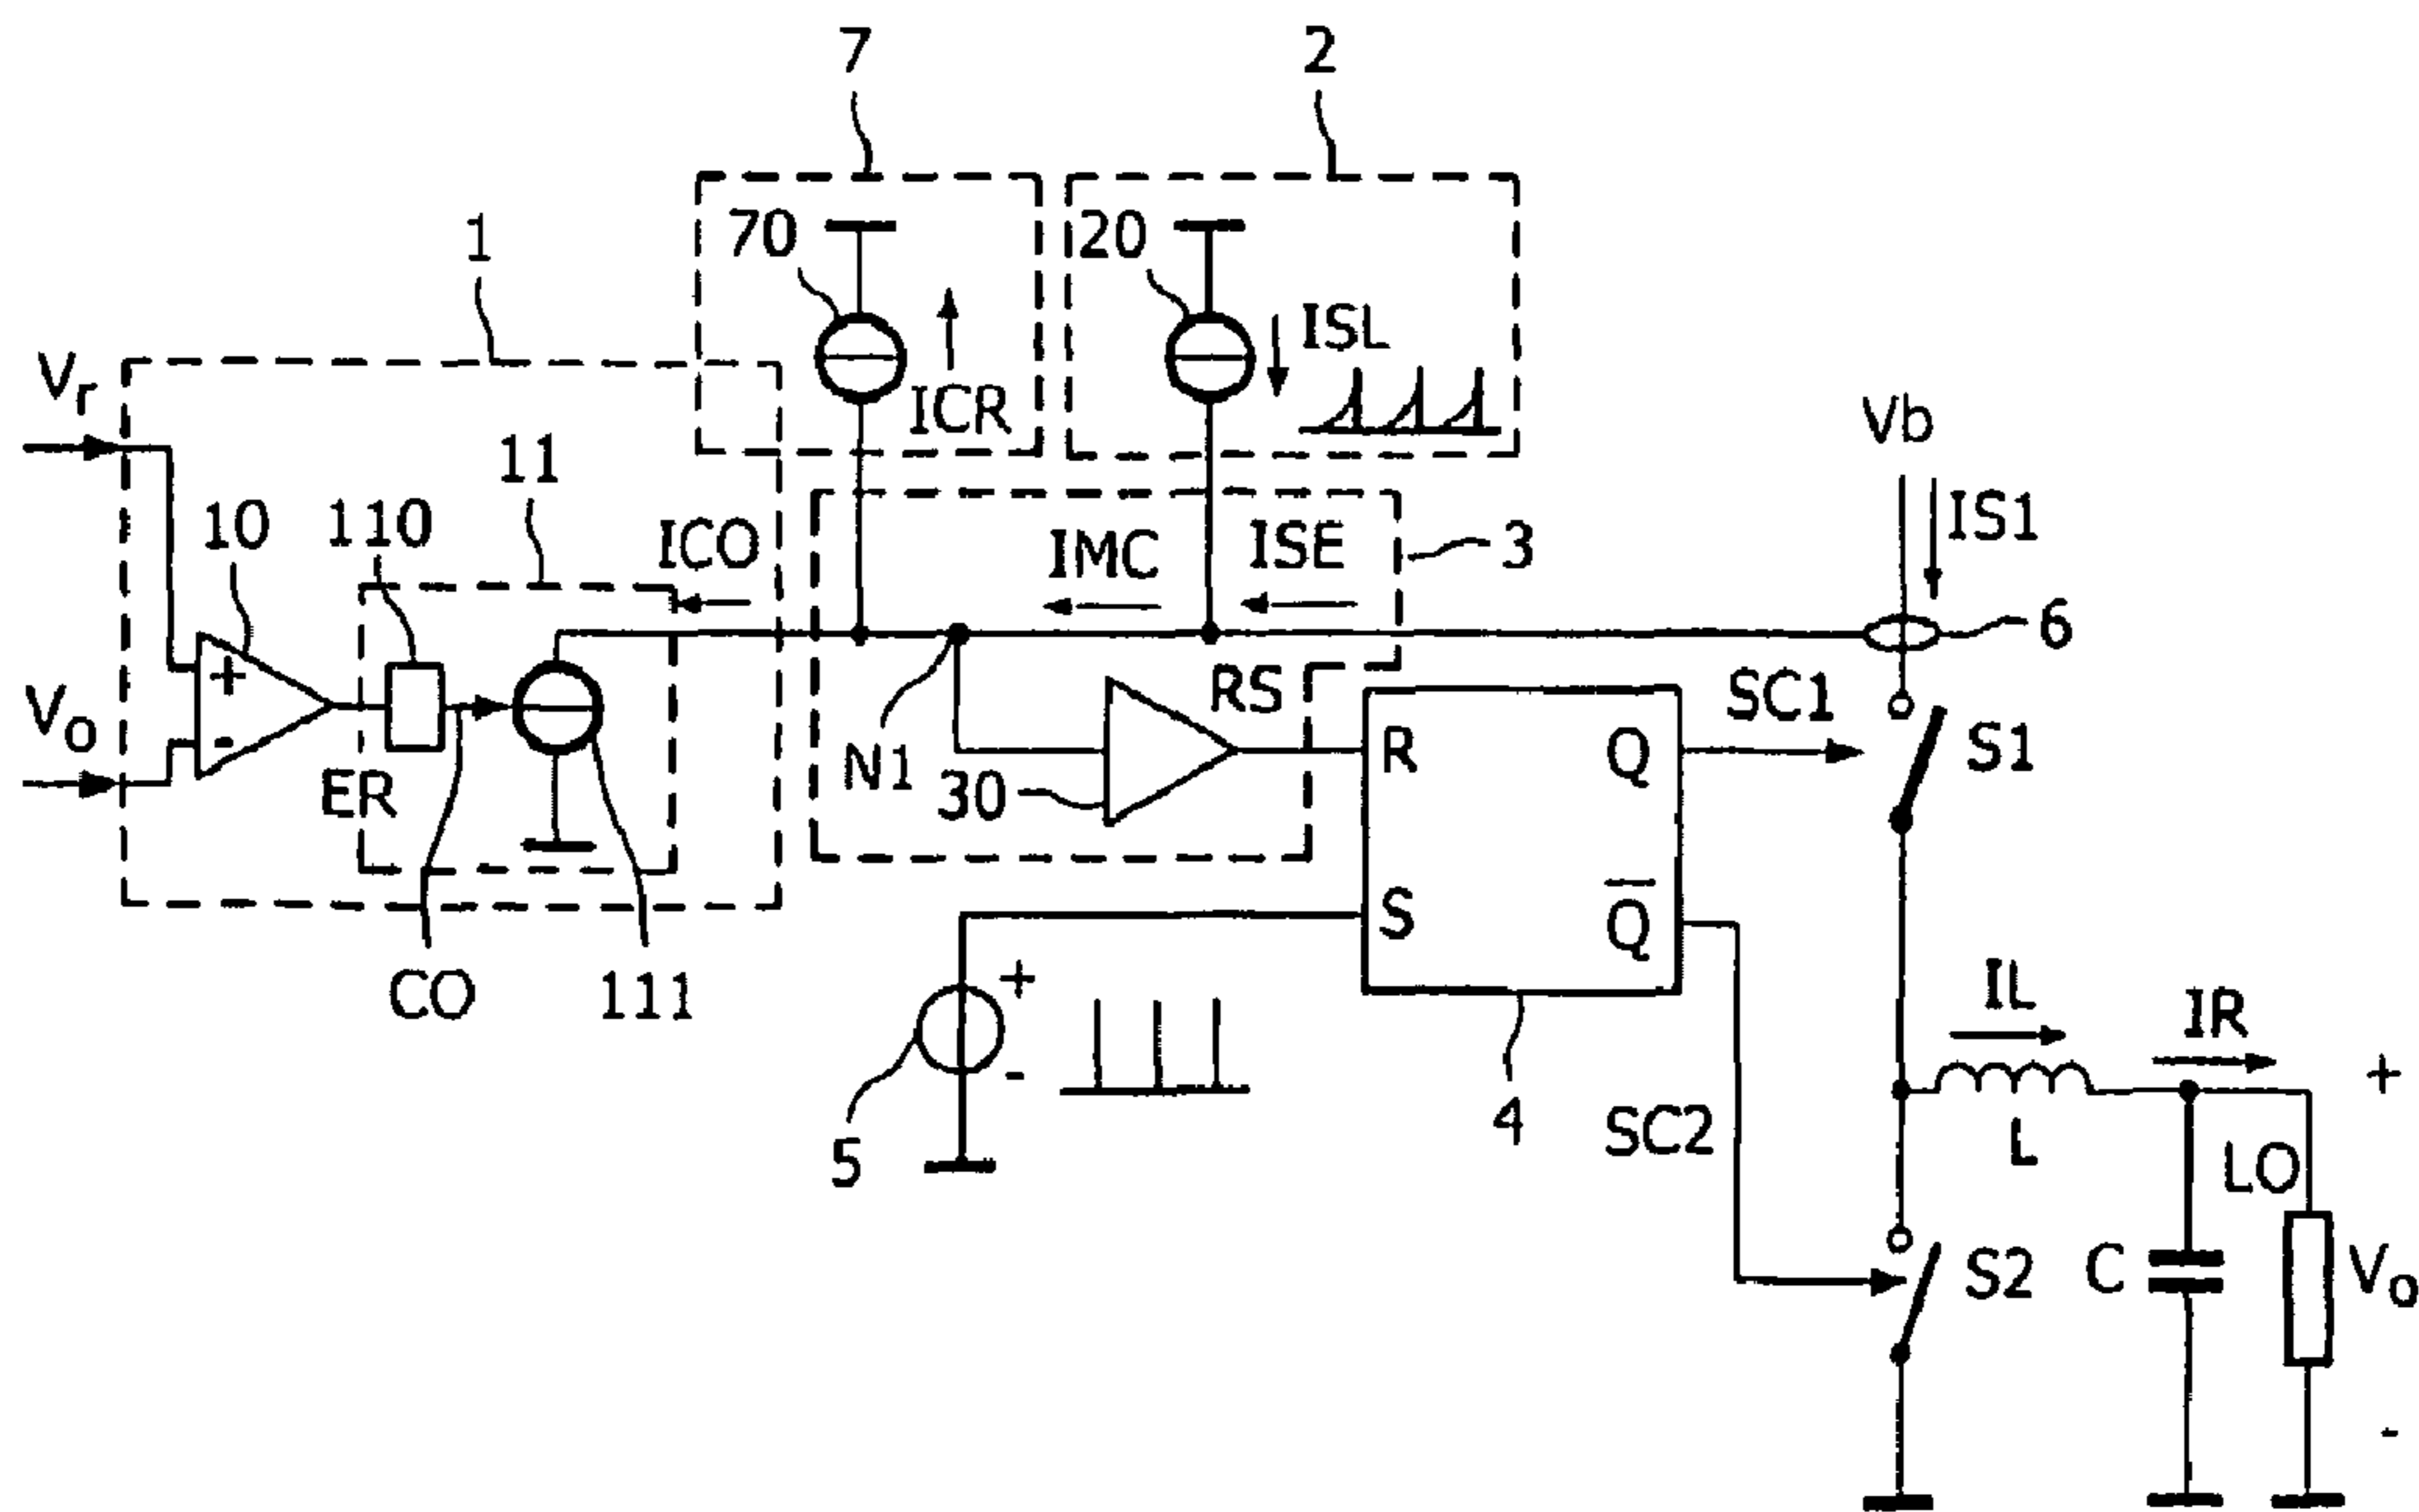 7
2
1
70
20
ISL
Vr
ICR
Vb
11
IS1
10
110
ICO
IMC
ISE
3
6
+
RS
SC1
Vo
-
ER
N1
30
R
Q
S1
S
Q̅
CO
111
+
IL
IR
5
-
4
SC2
L
LO
+
S2
C
Vo
-